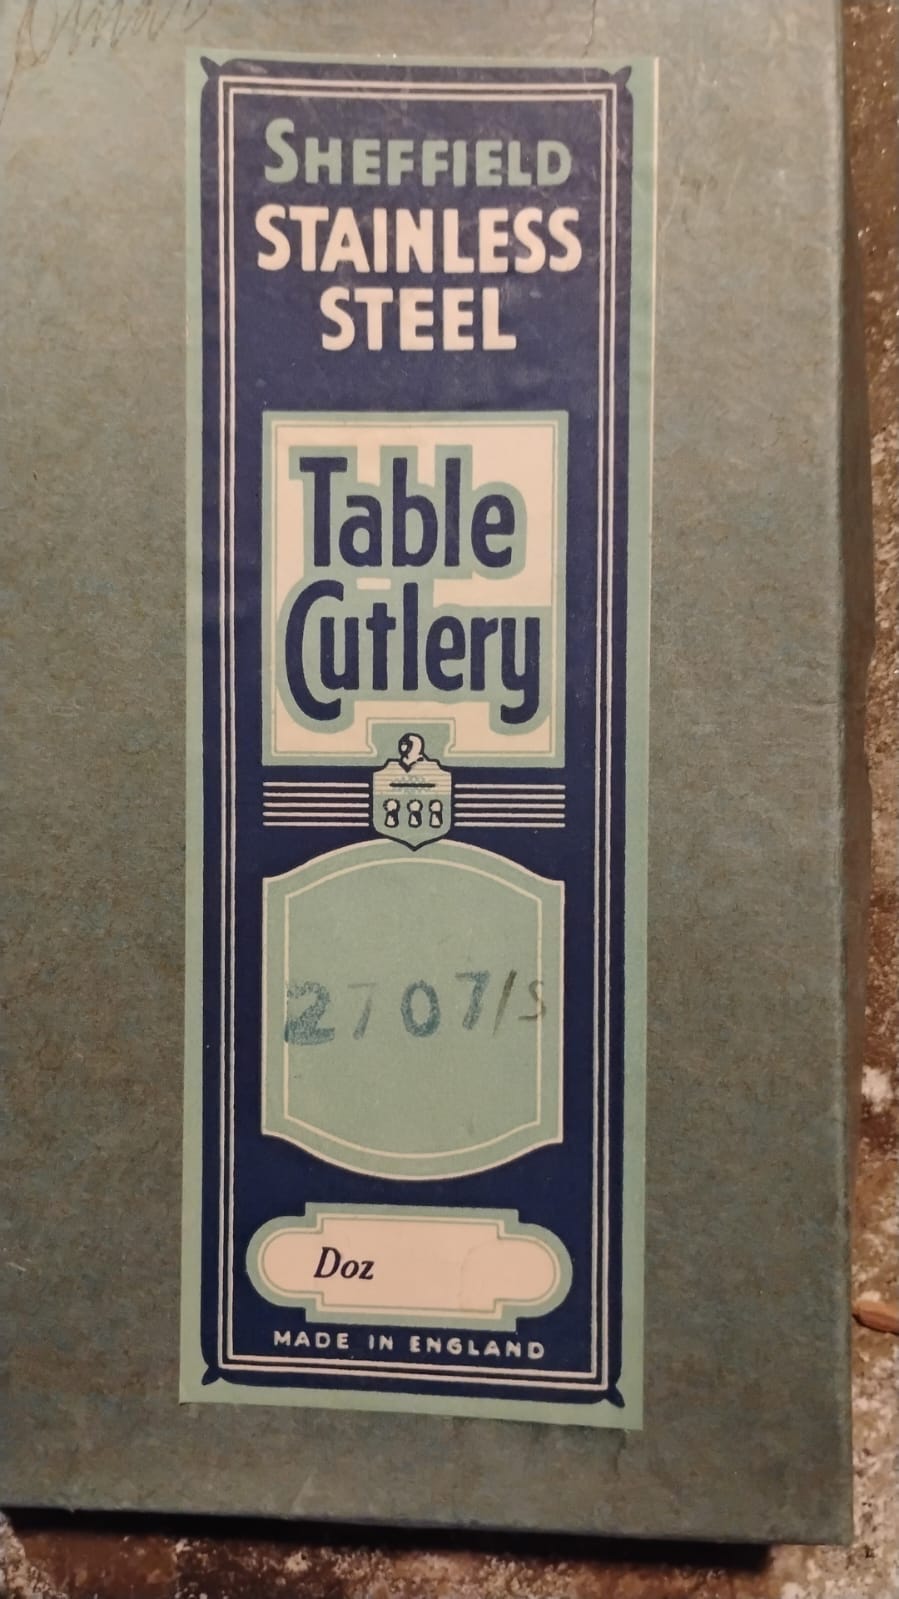 SHEFFIELD
STAINLESS
STEEL
Table
Cutlery
2707/S
Doz
MADE IN ENGLAND